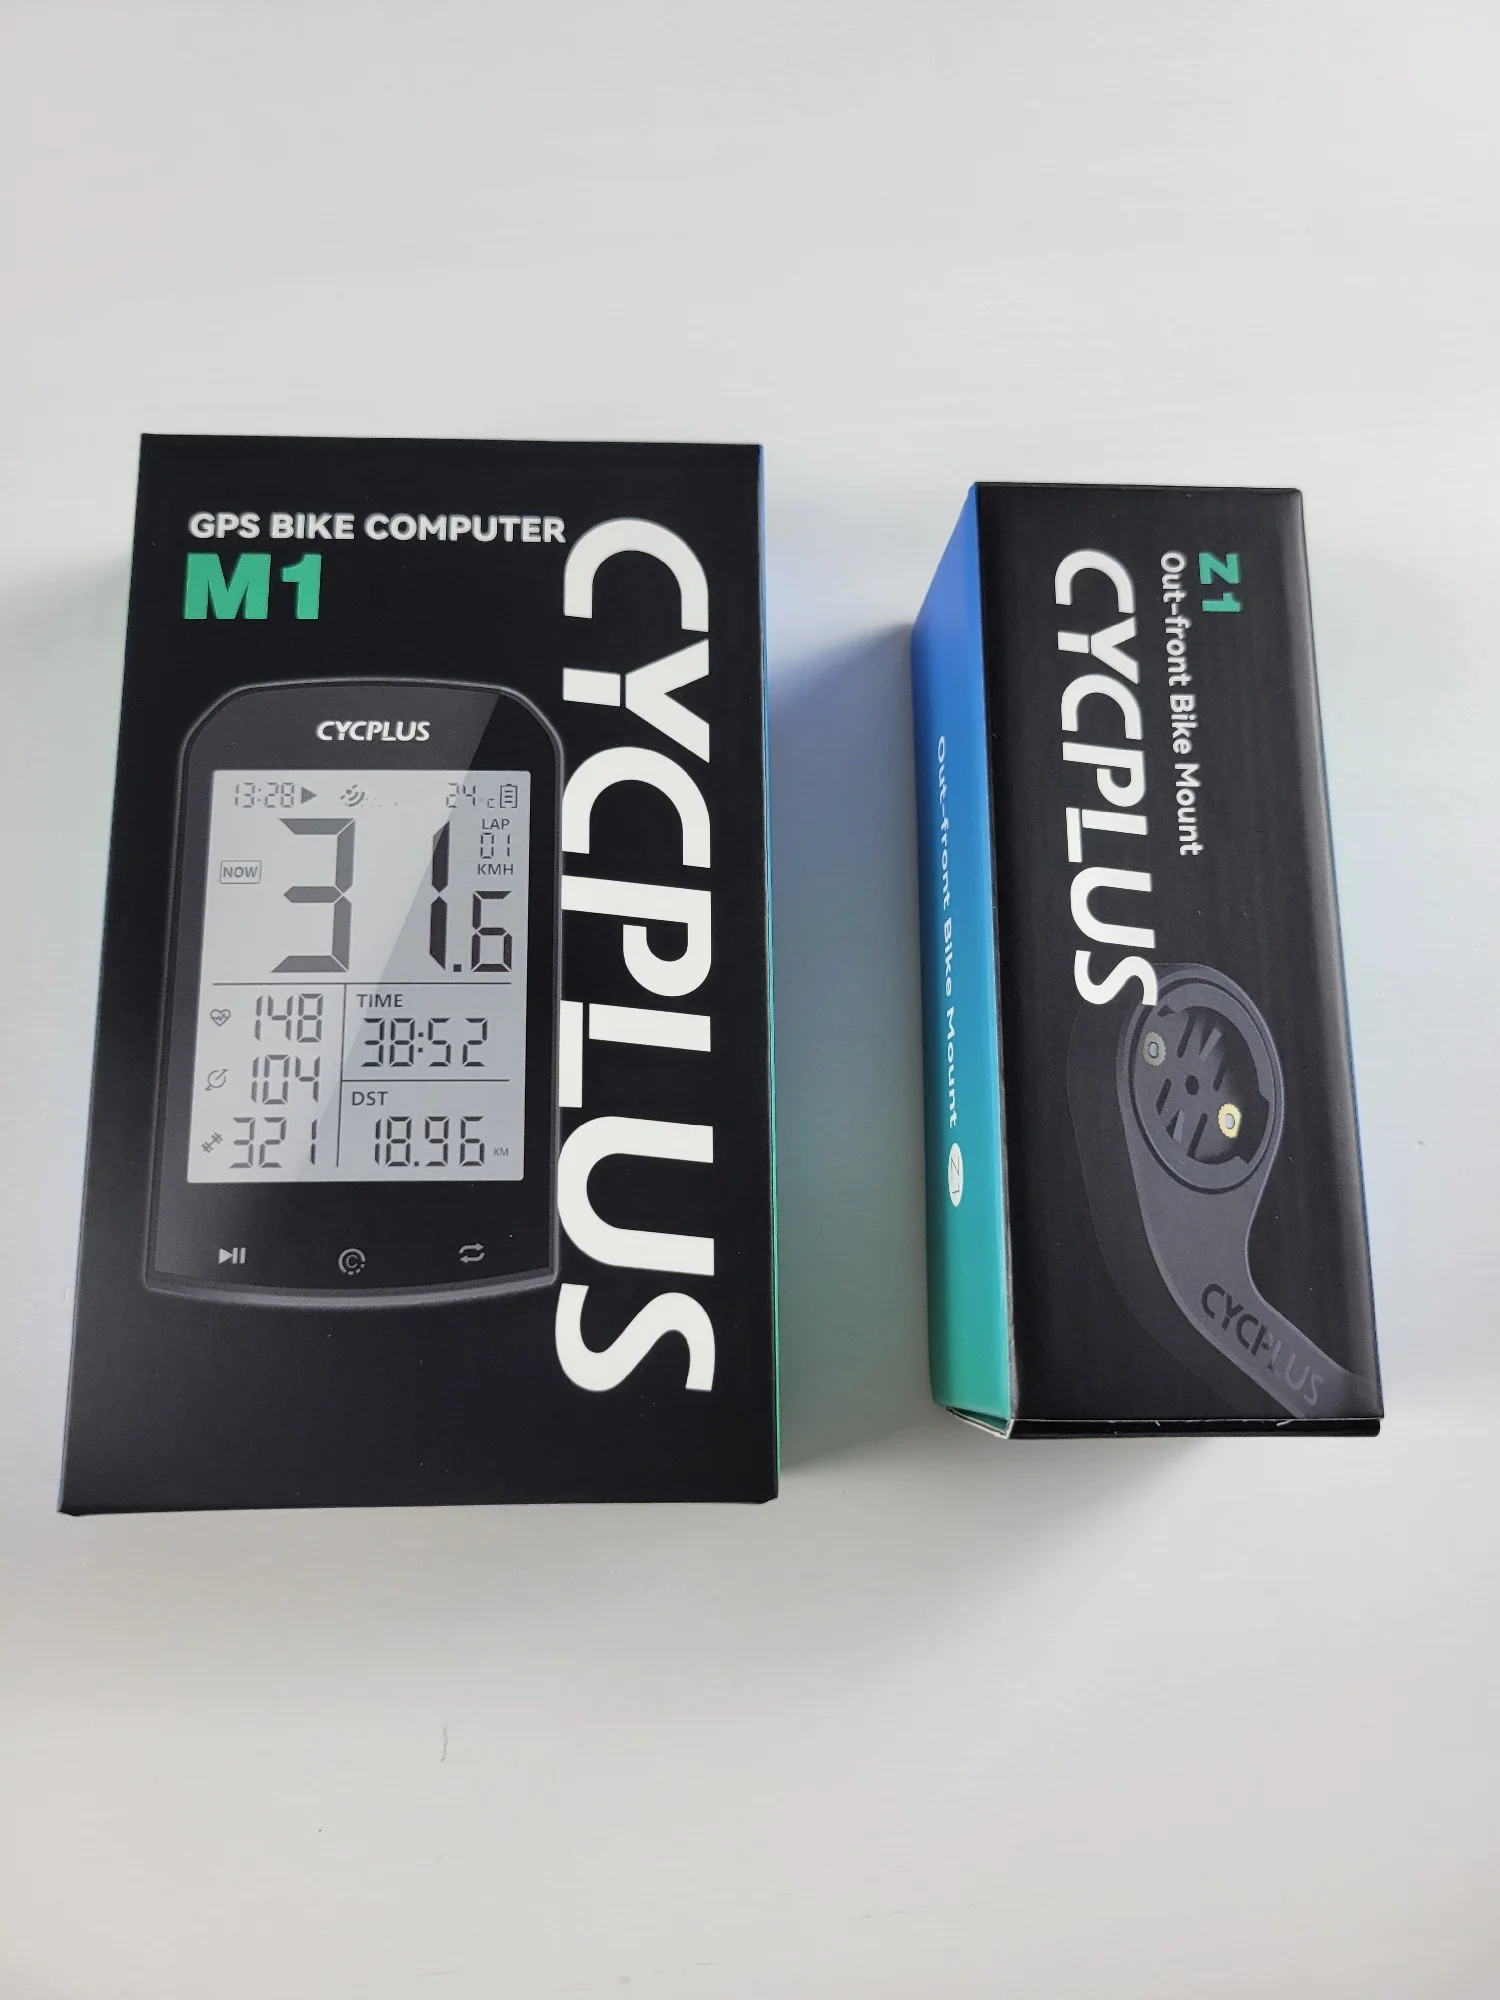 GPS BIKE COMPUTER
M1
CYCPLUS
CYCPLUS
13:28 24°C
LAP
01
KMH
NOW
31.6
148
104
321
TIME
38:52
DST
18.96 KM
Z1
Out-front Bike Mount
CYCPLUS
CYCPLUS
Out-front Bike Mount Z1